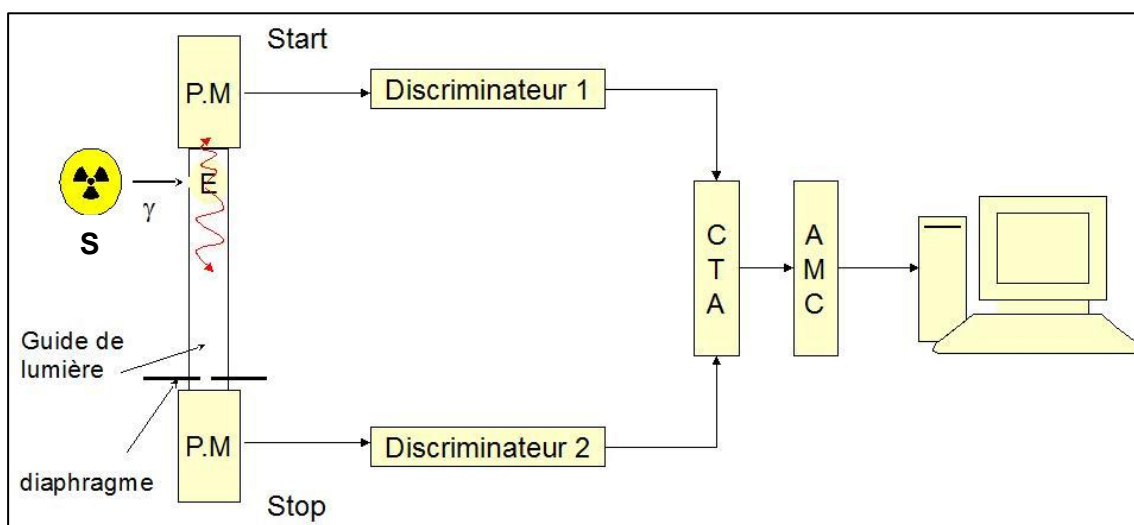 Start
P.M
Discriminateur 1
E
γ
S
C
T
A
A
M
C
Guide de
lumière
diaphragme
P.M
Discriminateur 2
Stop